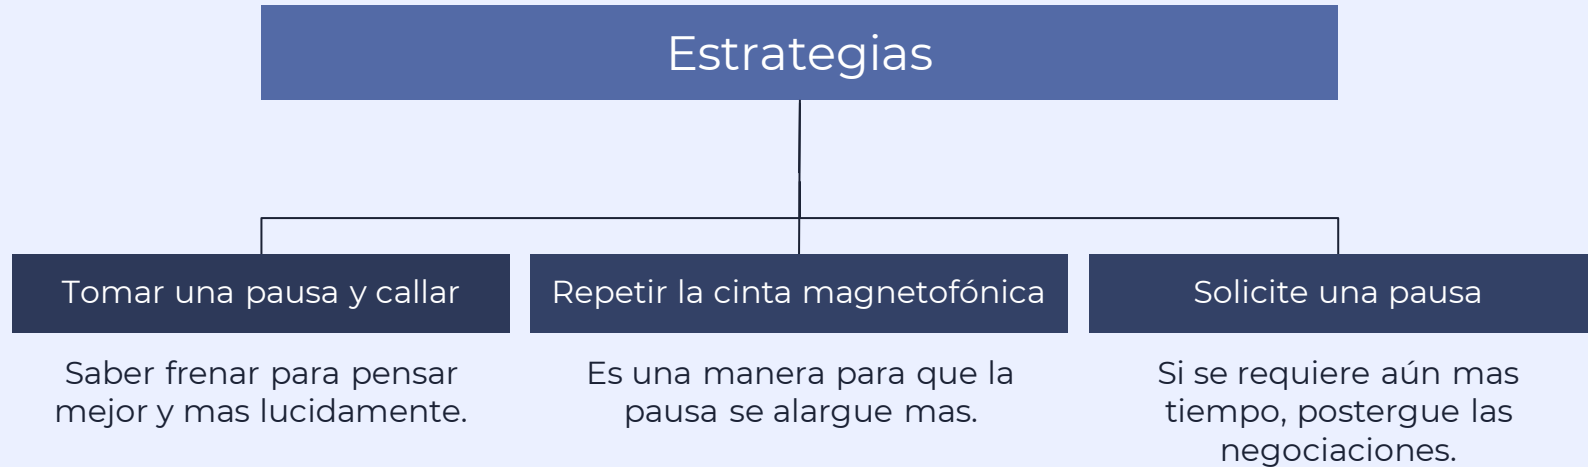 Estrategias
Tomar una pausa y callar
Saber frenar para pensar
mejor y mas lucidamente.
Repetir la cinta magnetofónica
Es una manera para que la
pausa se alargue mas.
Solicite una pausa
Si se requiere aún mas
tiempo, postergue las
negociaciones.